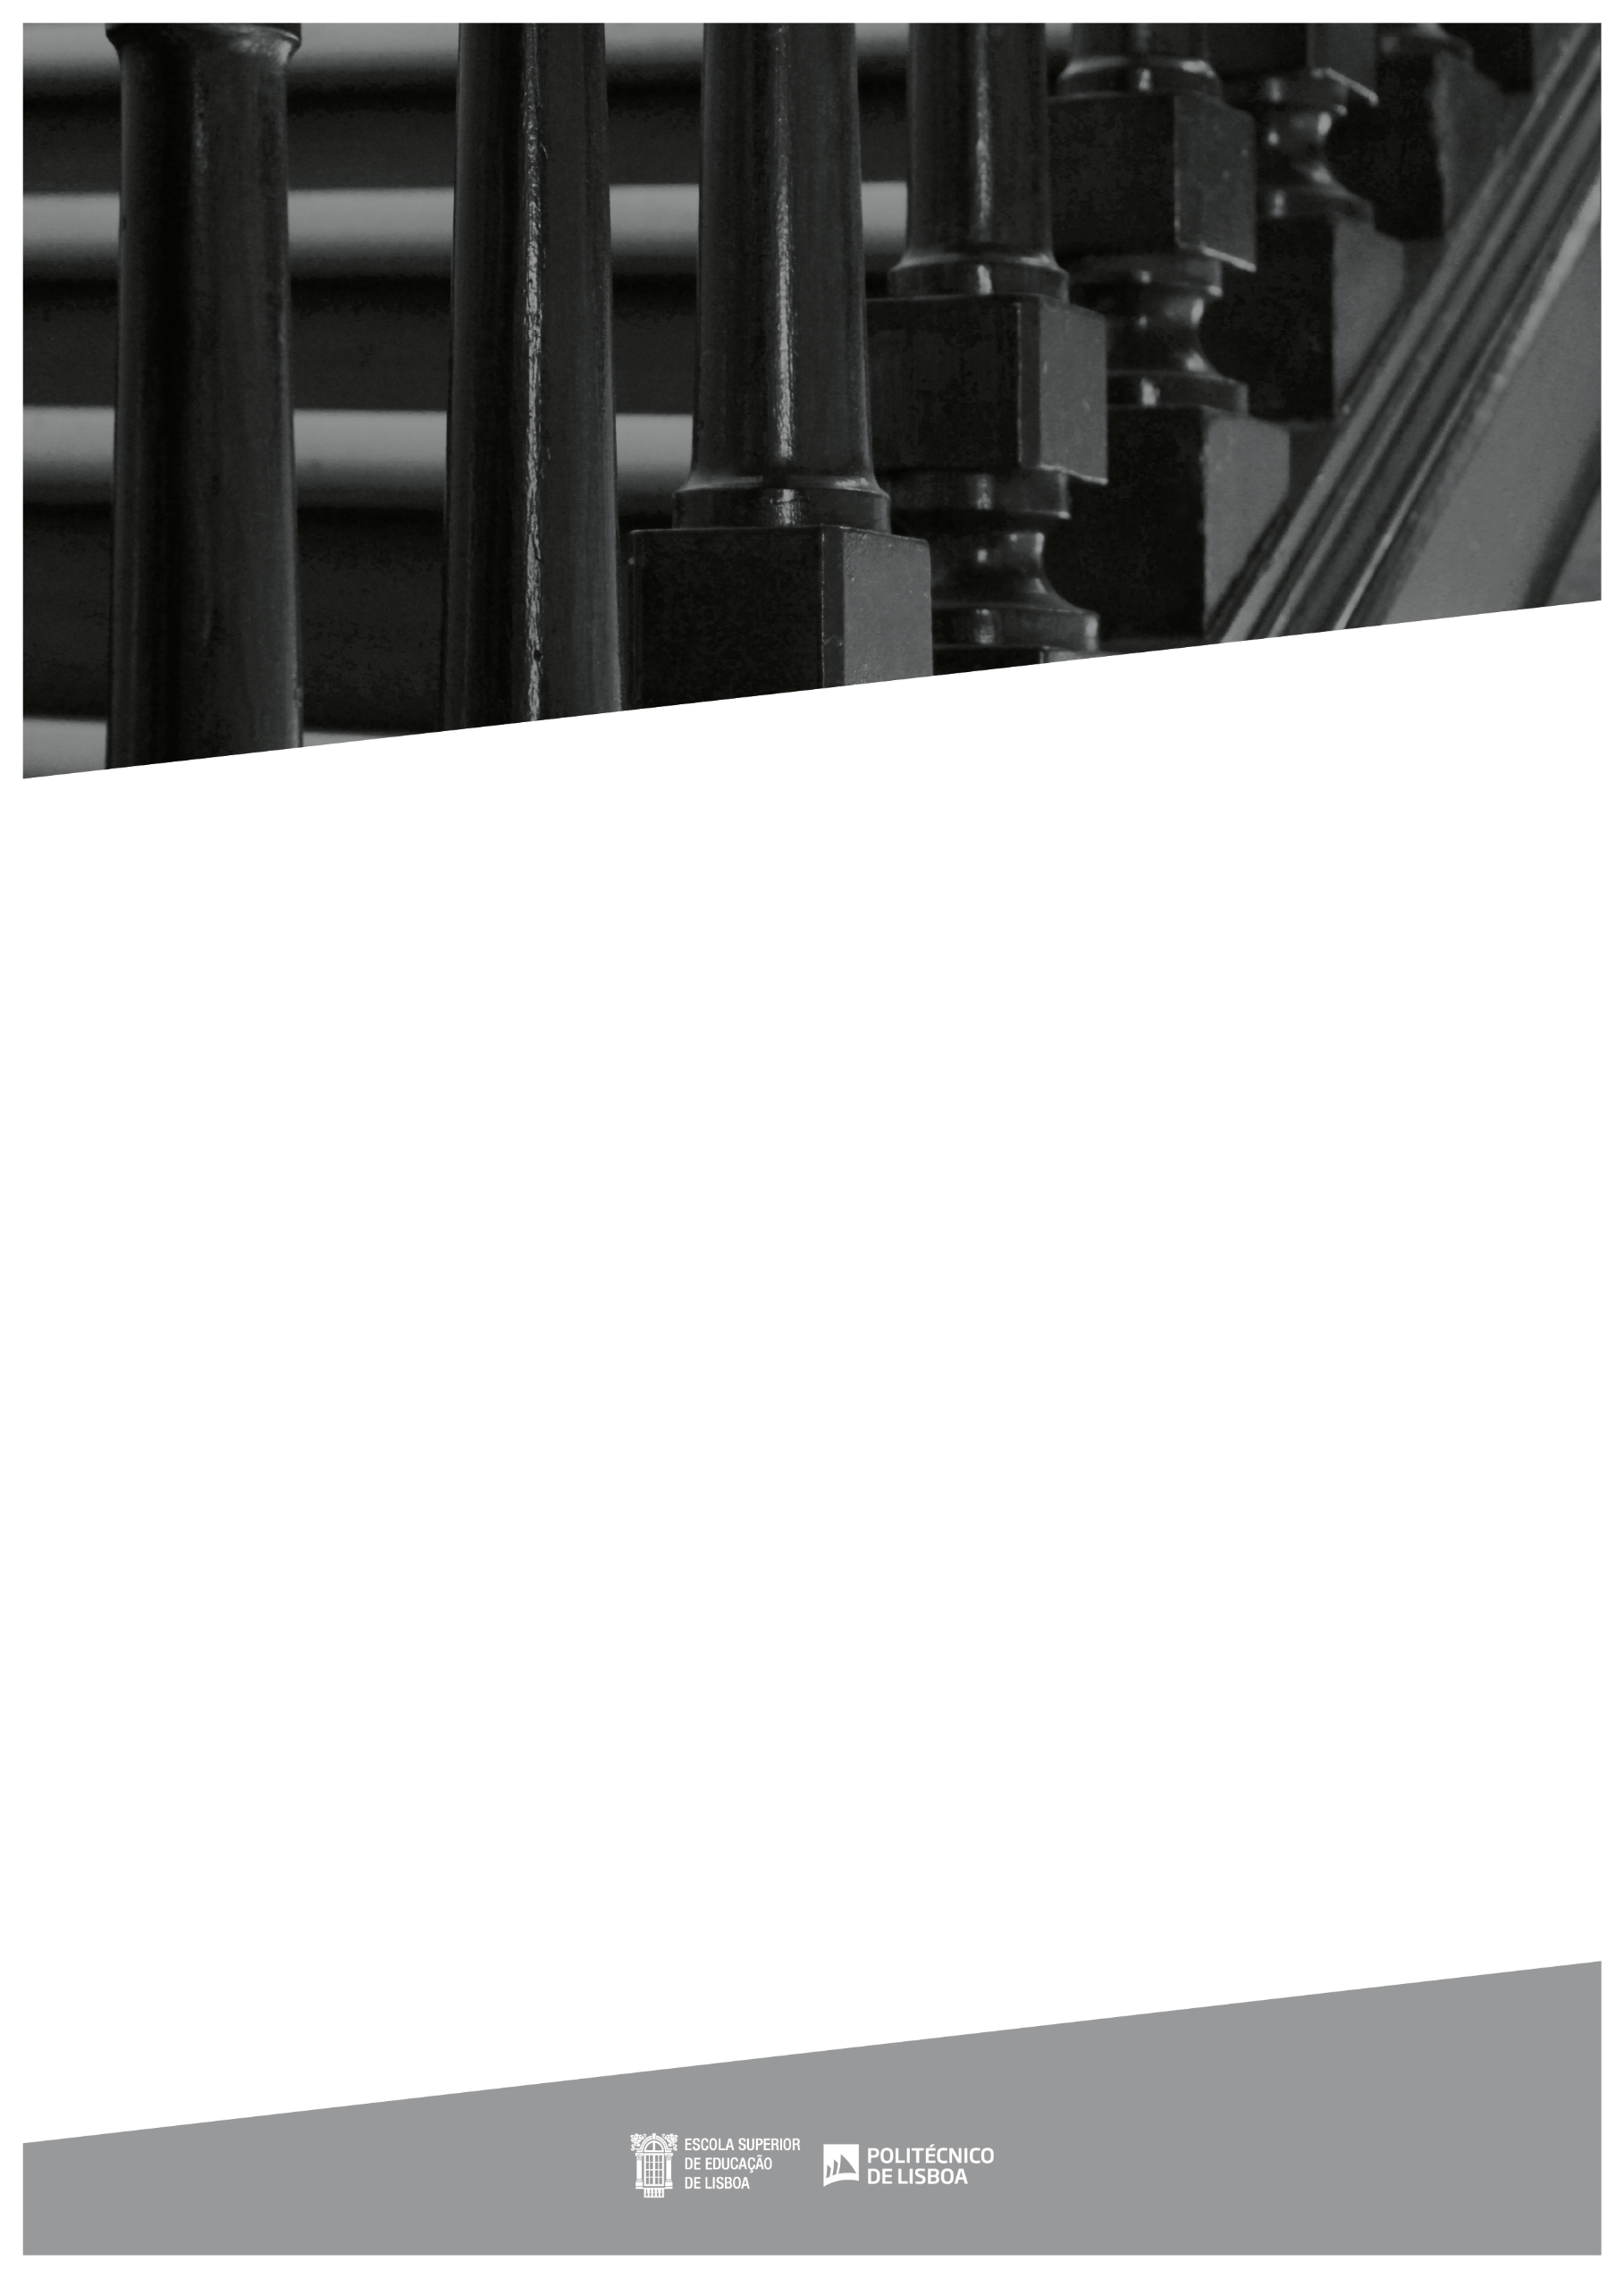 ESCOLA SUPERIOR
DE EDUCAÇÃO
DE LISBOA
POLITÉCNICO
DE LISBOA